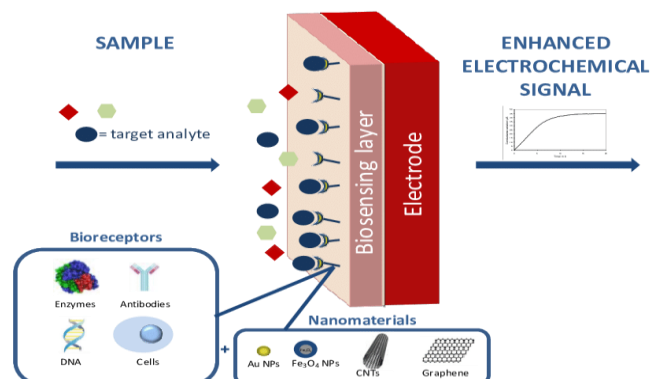 SAMPLE
= target analyte
Biosensing layer
Electrode
ENHANCED
ELECTROCHEMICAL
SIGNAL
Bioreceptors
Enzymes
Antibodies
DNA
Cells
+
Nanomaterials
Au NPs
Fe₃O₄ NPs
CNTs
Graphene